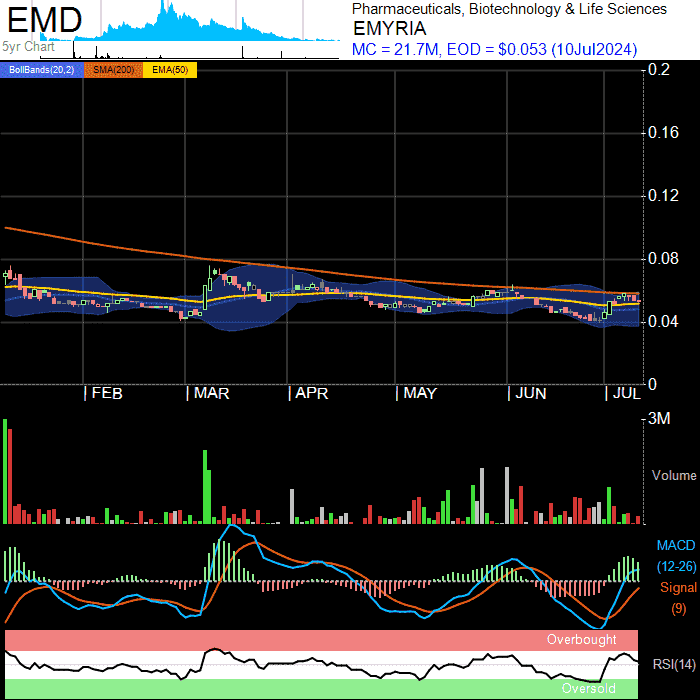 EMD
5yr Chart
Pharmaceuticals, Biotechnology & Life Sciences
EMYRIA
MC = 21.7M, EOD = $0.053 (10Jul2024)
BollBands(20,2) SMA(200) EMA(50)
0.2
0.16
0.12
0.08
0.04
0
FEB MAR APR MAY JUN JUL
3M
Volume
MACD
(12-26)
Signal
(9)
Overbought
RSI(14)
Oversold